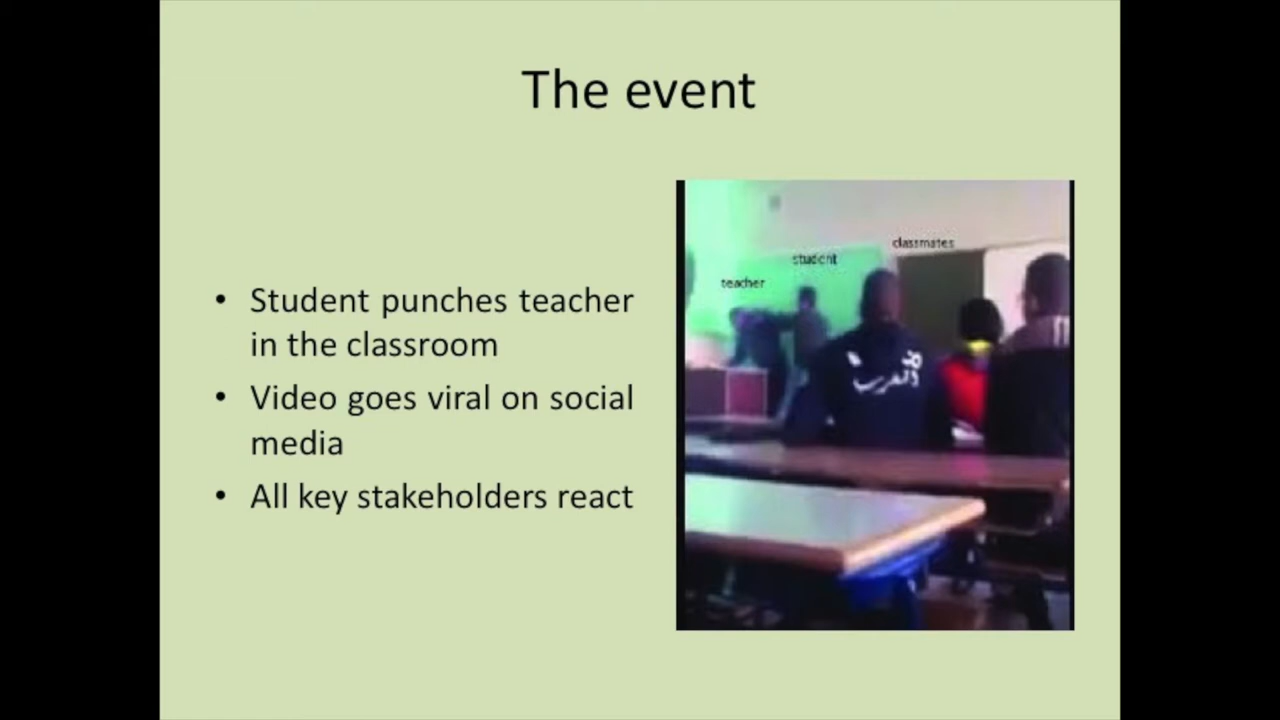 The event
• Student punches teacher
in the classroom
• Video goes viral on social
media
• All key stakeholders react
classmates
student
teacher